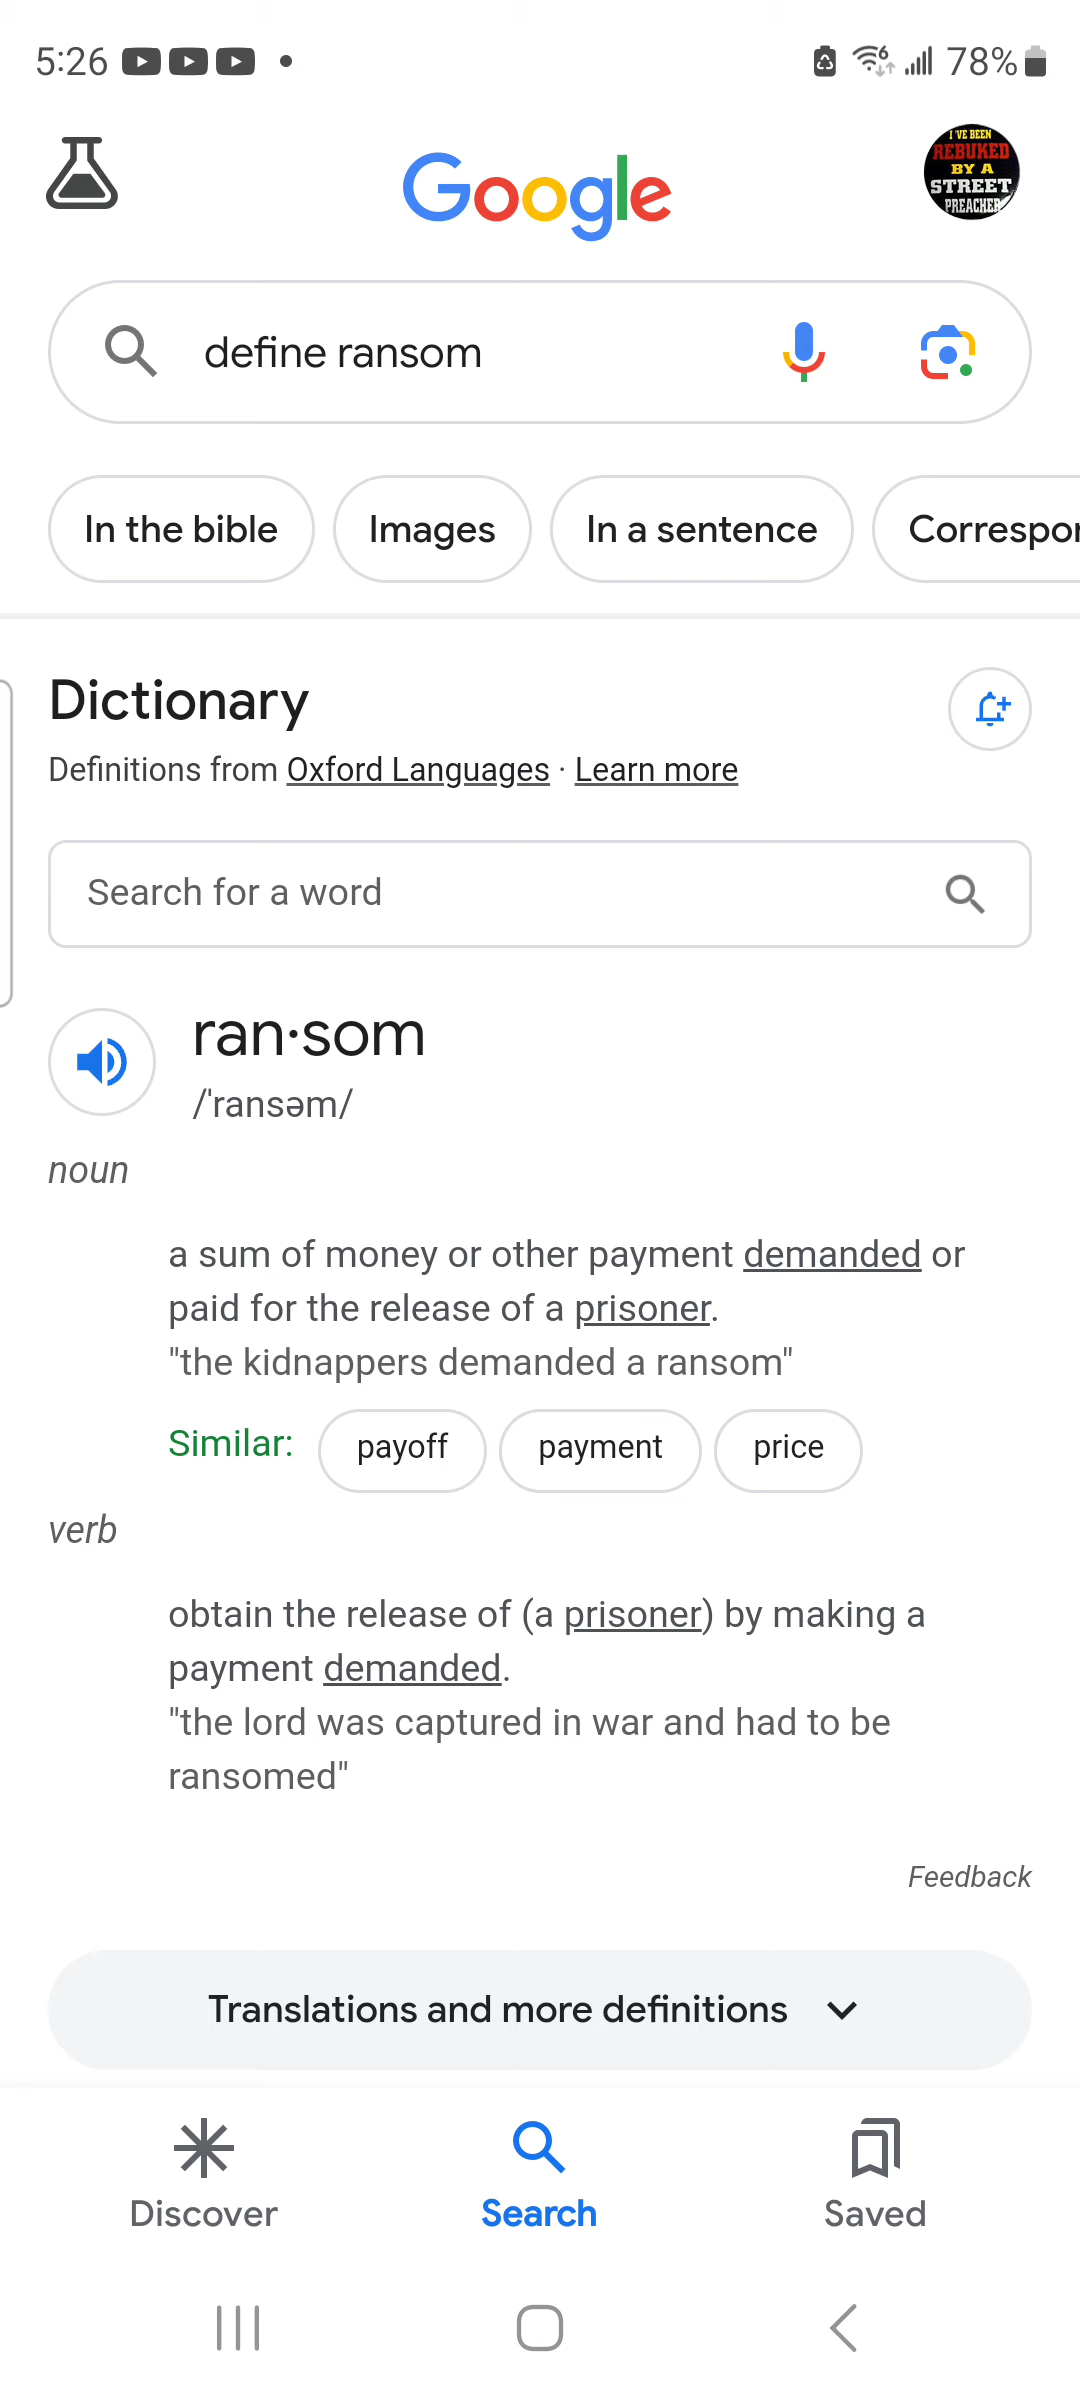 5:26 78%
I'VE BEEN
REBUKED
BY A
STREET
PREACHER
Google
define ransom
In the bible Images In a sentence Correspo
Dictionary
Definitions from Oxford Languages · Learn more
Search for a word
ran·som
/ˈransəm/
noun
a sum of money or other payment demanded or
paid for the release of a prisoner.
"the kidnappers demanded a ransom"
Similar: payoff payment price
verb
obtain the release of (a prisoner) by making a
payment demanded.
"the lord was captured in war and had to be
ransomed"
Feedback
Translations and more definitions
Discover Search Saved